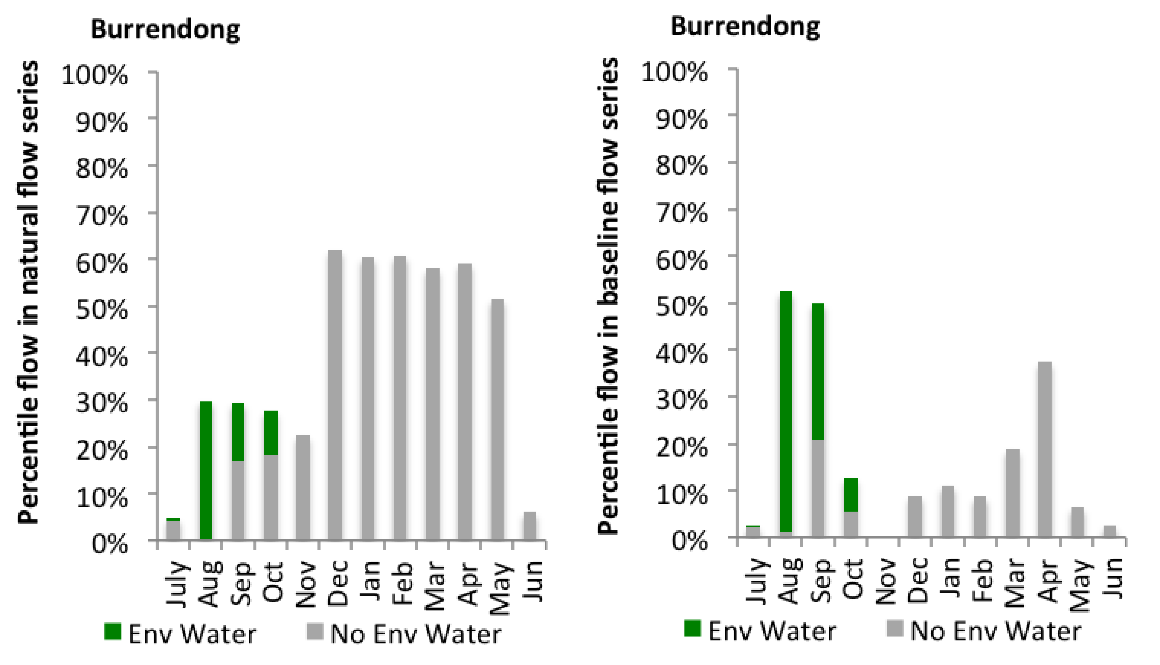 Burrendong
Percentile flow in natural flow series
100%
90%
80%
70%
60%
50%
40%
30%
20%
10%
0%
July Aug Sep Oct Nov Dec Jan Feb Mar Apr May Jun
Env Water No Env Water
Burrendong
Percentile flow in baseline flow series
100%
90%
80%
70%
60%
50%
40%
30%
20%
10%
0%
July Aug Sep Oct Nov Dec Jan Feb Mar Apr May Jun
Env Water No Env Water